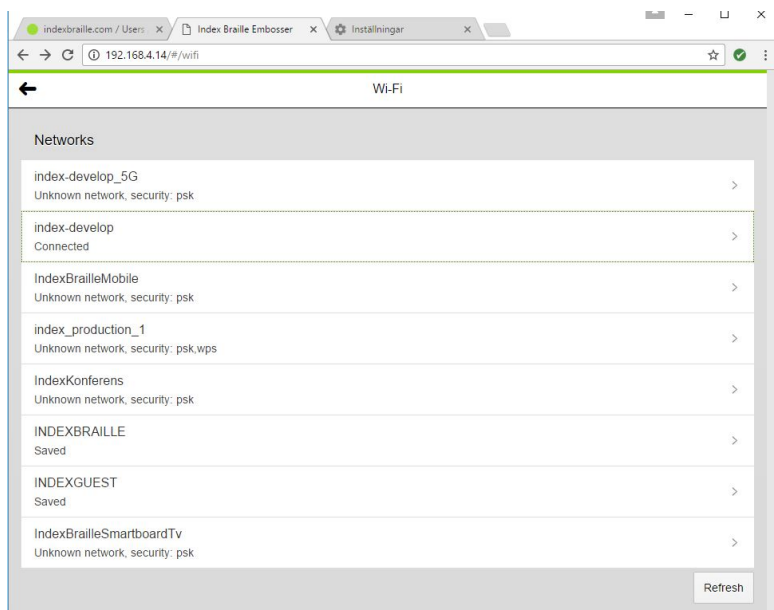 indexbraille.com / Users
Index Braille Embosser
Inställningar
192.168.4.14/#/wifi
Wi-Fi
Networks
index-develop_5G
Unknown network, security: psk
index-develop
Connected
IndexBrailleMobile
Unknown network, security: psk
index_production_1
Unknown network, security: psk,wps
IndexKonferens
Unknown network, security: psk
INDEXBRAILLE
Saved
INDEXGUEST
Saved
IndexBrailleSmartboardTv
Unknown network, security: psk
Refresh